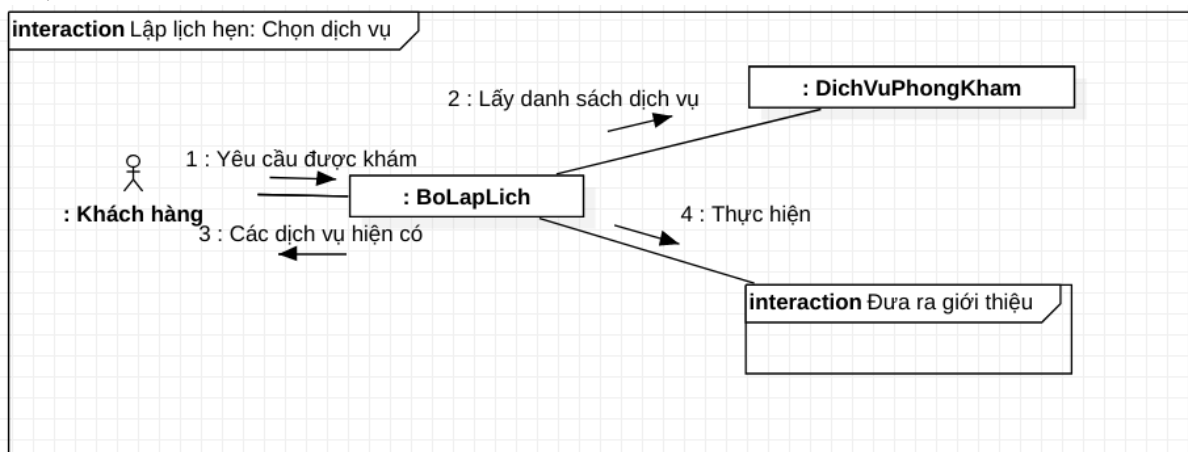 interaction Lập lịch hẹn: Chọn dịch vụ
: DichVuPhongKham
2 : Lấy danh sách dịch vụ
1 : Yêu cầu được khám
: BoLapLich
: Khách hàng
3 : Các dịch vụ hiện có
4 : Thực hiện
interaction Đưa ra giới thiệu